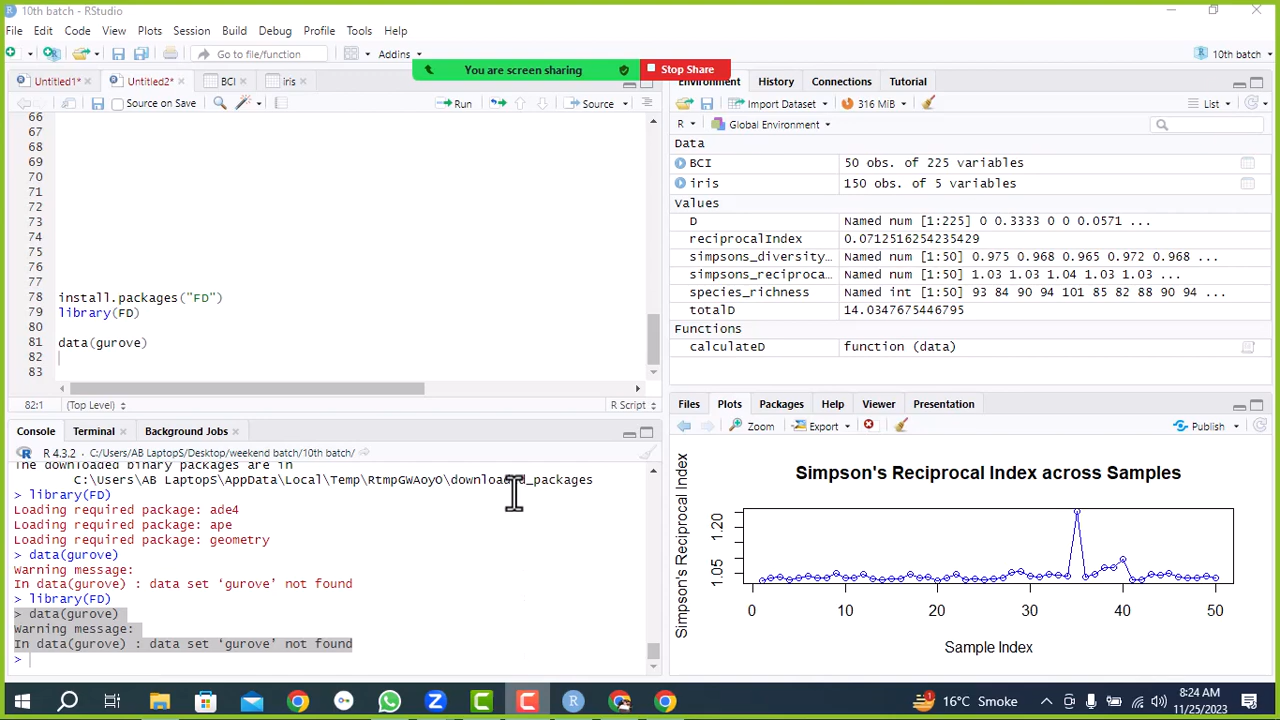 10th batch - RStudio
File Edit Code View Plots Session Build Debug Profile Tools Help
Go to file/function
Addins
10th batch
You are screen sharing
Stop Share
Untitled1*
Untitled2*
BCI
iris
Source on Save
Run
Source
66
67
68
69
70
71
72
73
74
75
76
77
78 install.packages("FD")
79 library(FD)
80
81 data(gurove)
82
83
82:1 (Top Level) R Script
Console Terminal Background Jobs
R 4.3.2 · C:/Users/AB LaptopS/Desktop/weekend batch/10th batch/
The downloaded binary packages are in
C:\Users\AB LaptopS\AppData\Local\Temp\RtmpGWAoyO\downloaded_packages
> library(FD)
Loading required package: ade4
Loading required package: ape
Loading required package: geometry
> data(gurove)
Warning message:
In data(gurove) : data set ‘gurove’ not found
> library(FD)
> data(gurove)
Warning message:
In data(gurove) : data set ‘gurove’ not found
>
Environment History Connections Tutorial
Import Dataset 316 MiB List
R Global Environment
Data
BCI 50 obs. of 225 variables
iris 150 obs. of 5 variables
Values
D Named num [1:225] 0 0.3333 0 0 0.0571 ...
reciprocalIndex 0.0712516254235429
simpsons_diversity… Named num [1:50] 0.975 0.968 0.965 0.972 0.968 ...
simpsons_reciproca… Named num [1:50] 1.03 1.03 1.04 1.03 1.03 ...
species_richness Named int [1:50] 93 84 90 94 101 85 82 88 90 94 ...
totalD 14.0347675446795
Functions
calculateD function (data)
Files Plots Packages Help Viewer Presentation
Zoom Export Publish
Simpson's Reciprocal Index across Samples
Simpson's Reciprocal Index
1.20
1.05
0 10 20 30 40 50
Sample Index
1
16°C Smoke
8:24 AM
11/25/2023